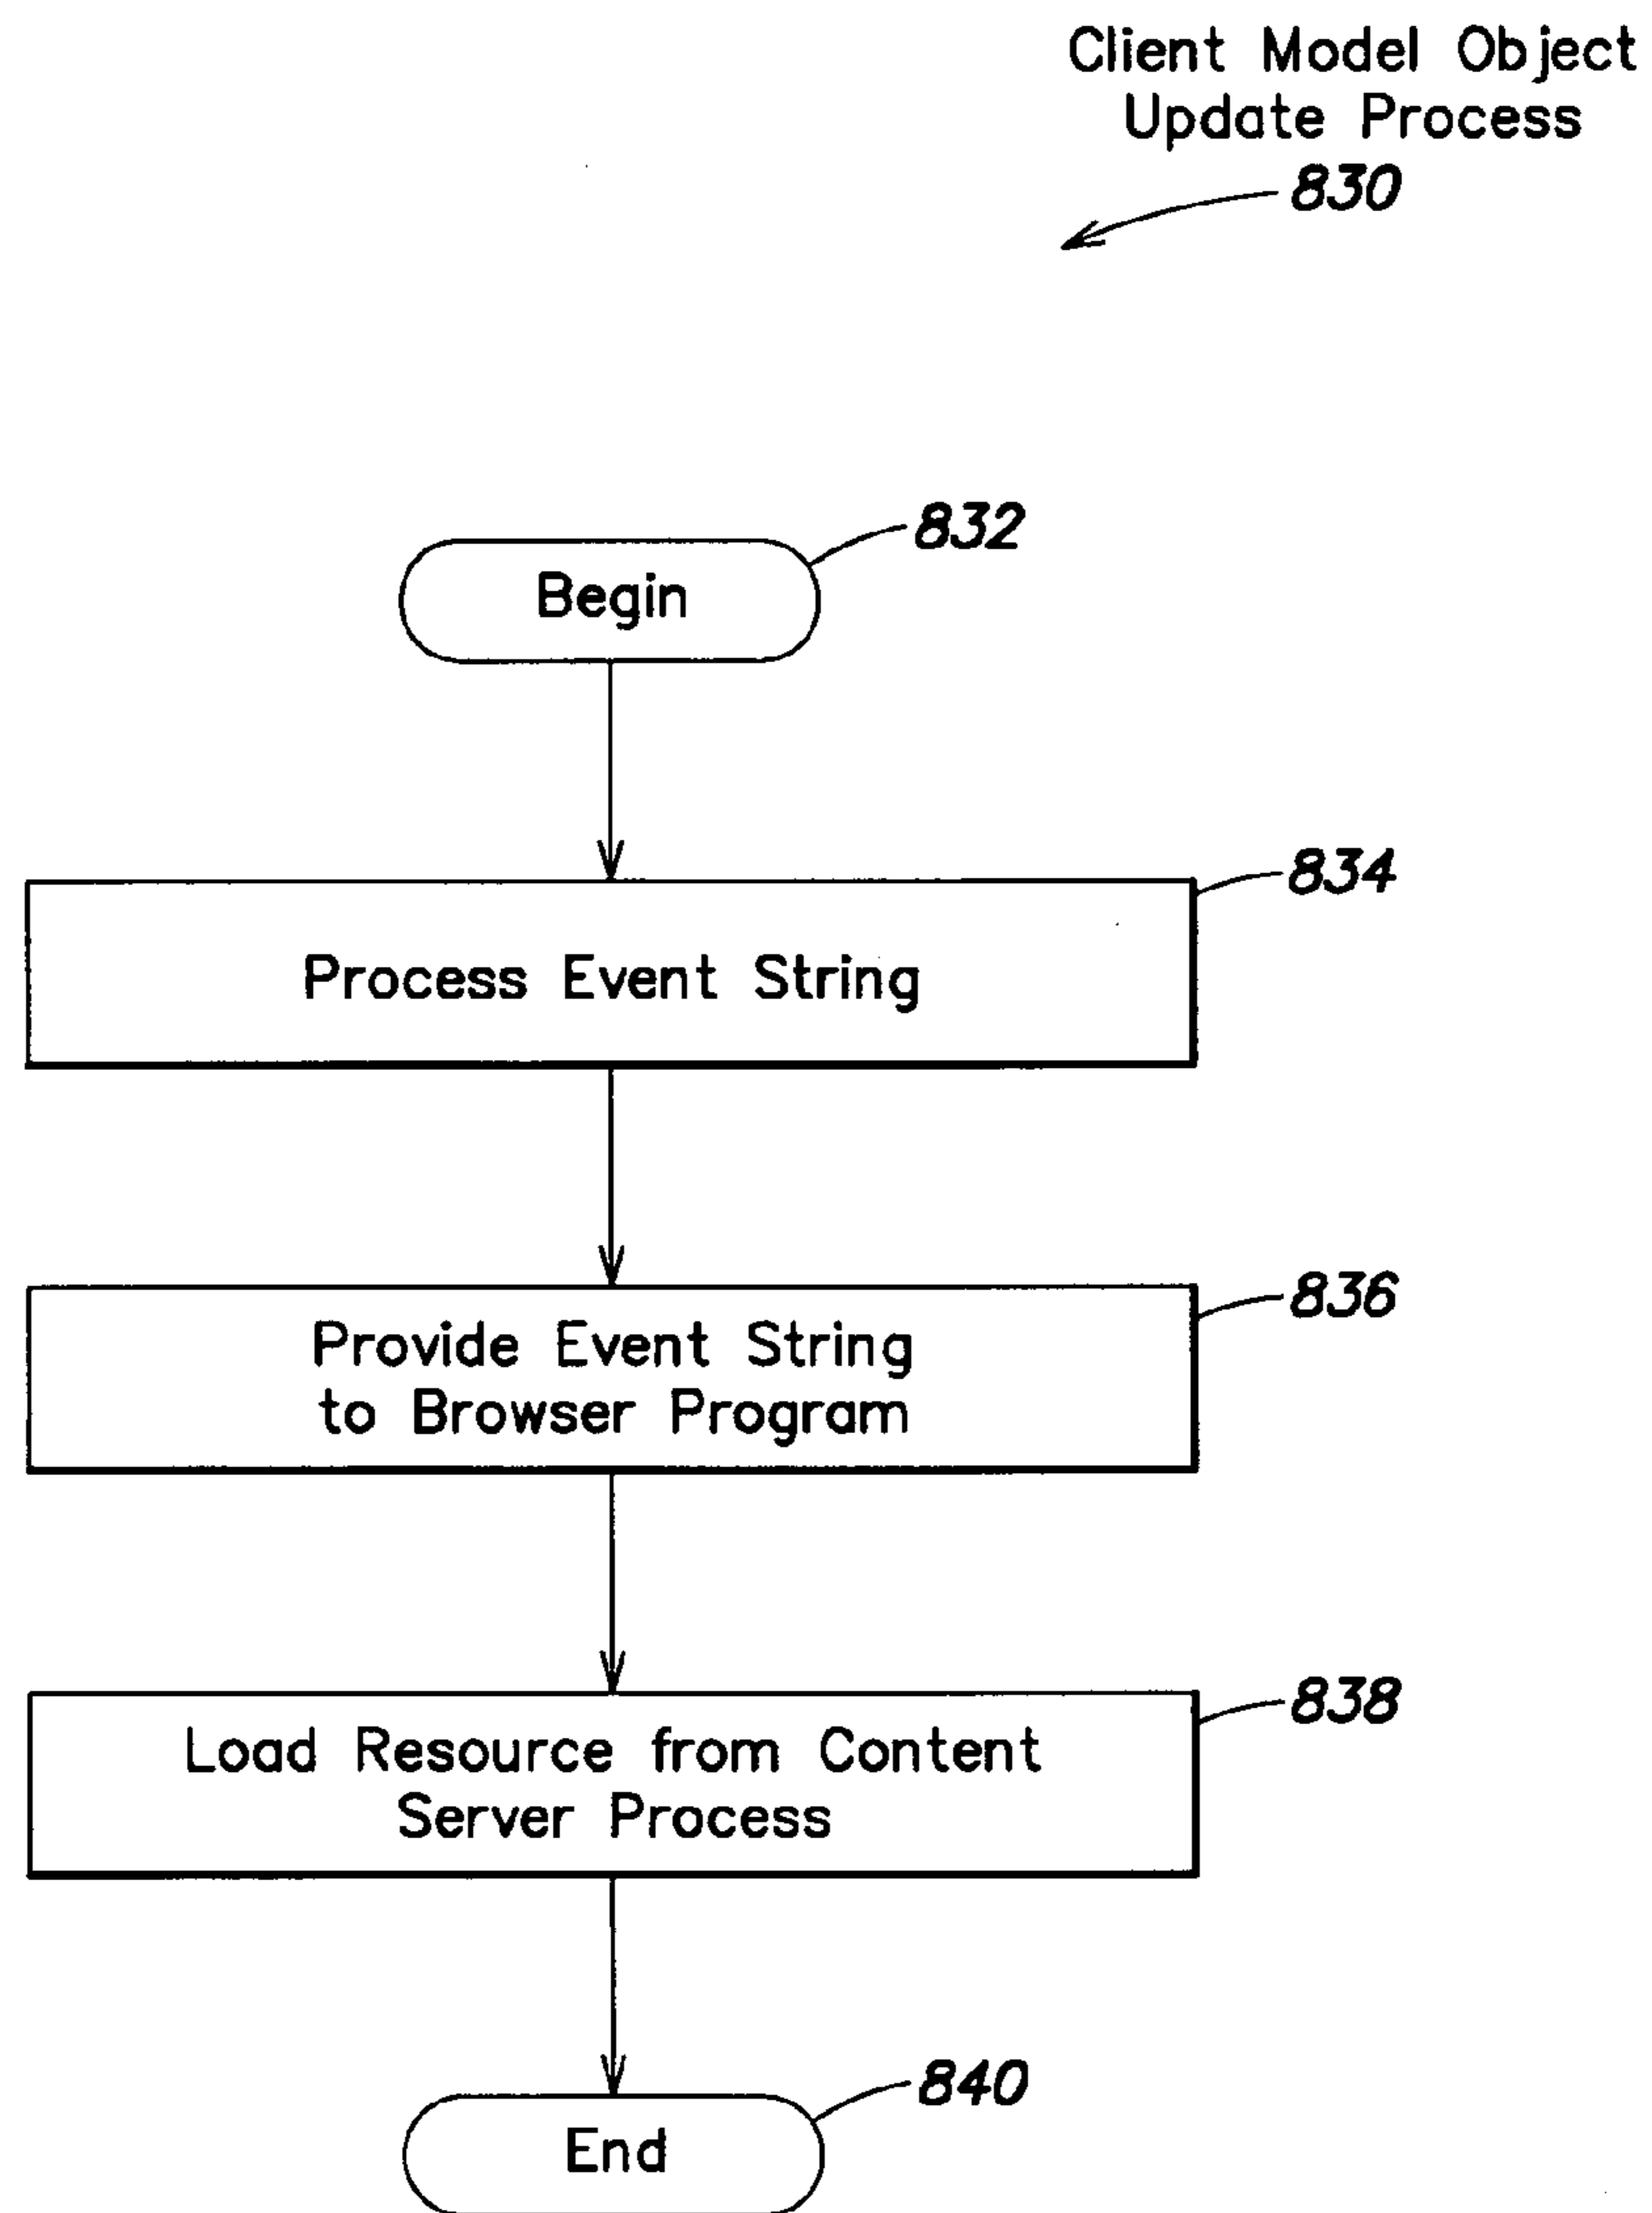 Client Model Object
Update Process
830
832
Begin
834
Process Event String
836
Provide Event String
to Browser Program
838
Load Resource from Content
Server Process
840
End